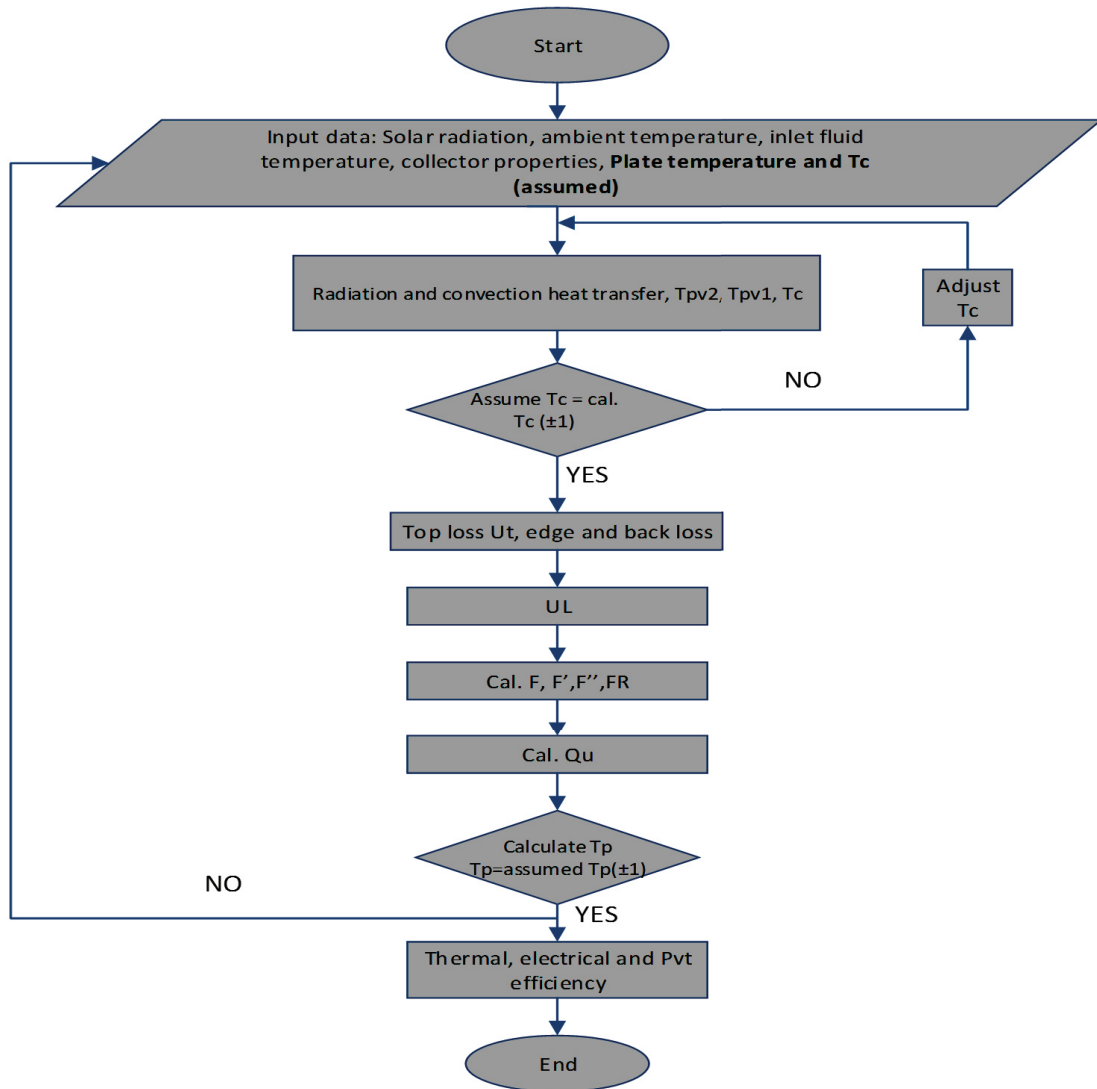 Start
Input data: Solar radiation, ambient temperature, inlet fluid
temperature, collector properties, Plate temperature and Tc
(assumed)
Radiation and convection heat transfer, Tpv2, Tpv1, Tc
Adjust
Tc
Assume Tc = cal.
Tc (±1)
NO
YES
Top loss Ut, edge and back loss
UL
Cal. F, F’,F’’,FR
Cal. Qu
Calculate Tp
Tp=assumed Tp(±1)
NO
YES
Thermal, electrical and Pvt
efficiency
End